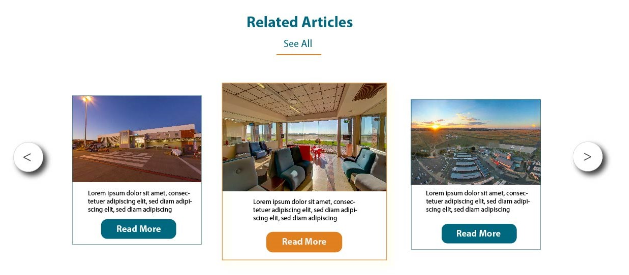 Related Articles
See All
<
>
Lorem ipsum dolor sit amet, consec-
tetuer adipiscing elit, sed diam adipi-
scing elit, sed diam adipiscing
Read More
Lorem ipsum dolor sit amet, consec-
tetuer adipiscing elit, sed diam adipi-
scing elit, sed diam adipiscing
Read More
Lorem ipsum dolor sit amet, consec-
tetuer adipiscing elit, sed diam adipi-
scing elit, sed diam adipiscing
Read More